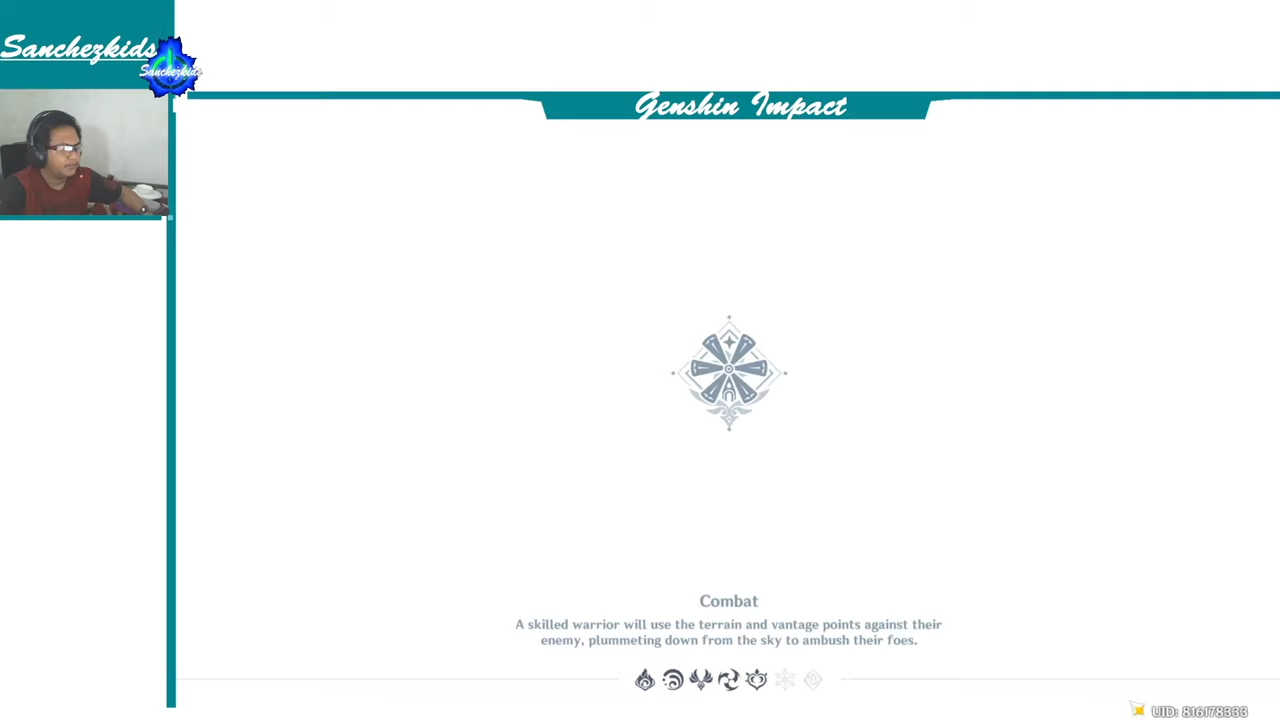 Sanchezkids
Sanchezkids
Genshin Impact
Combat
A skilled warrior will use the terrain and vantage points against their
enemy, plummeting down from the sky to ambush their foes.
UID: 816178333